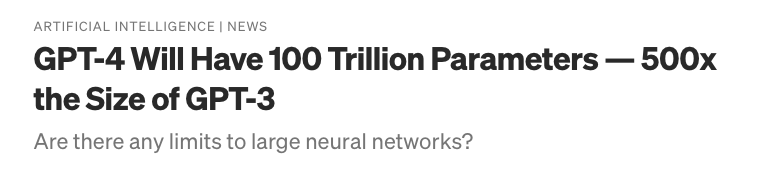 ARTIFICIAL INTELLIGENCE | NEWS
GPT-4 Will Have 100 Trillion Parameters — 500x
the Size of GPT-3
Are there any limits to large neural networks?